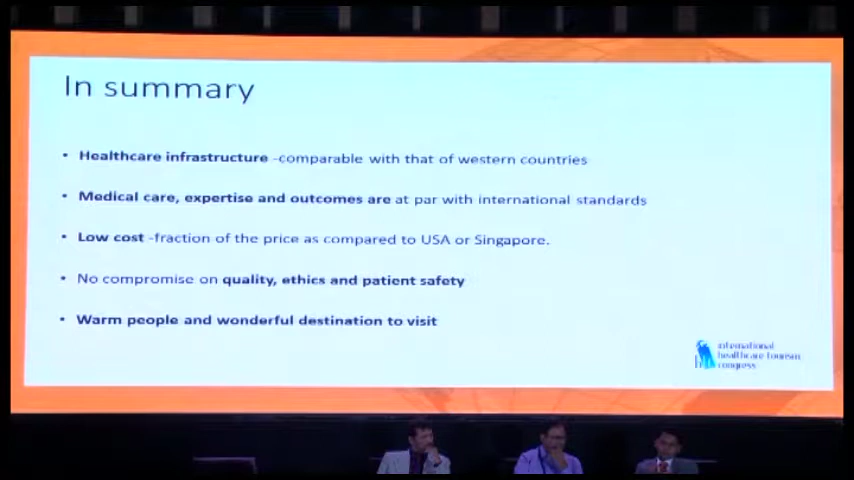 In summary
• Healthcare infrastructure -comparable with that of western countries
• Medical care, expertise and outcomes are at par with international standards
• Low cost -fraction of the price as compared to USA or Singapore.
• No compromise on quality, ethics and patient safety
• Warm people and wonderful destination to visit
international
healthcare tourism
congress